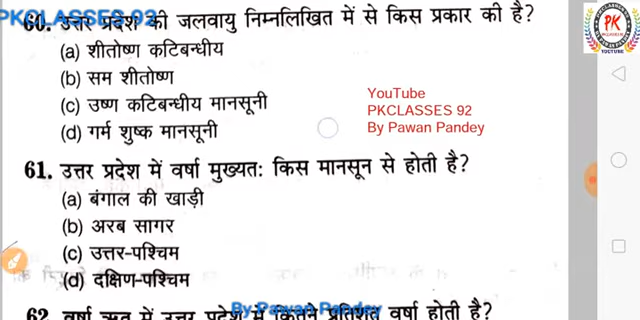 PKCLASSES 92
60. उत्तर प्रदेश की जलवायु निम्नलिखित में से किस प्रकार की है?
(a) शीतोष्ण कटिबन्धीय
(b) सम शीतोष्ण
(c) उष्ण कटिबन्धीय मानसूनी
(d) गर्म शुष्क मानसूनी
YouTube
PKCLASSES 92
By Pawan Pandey
PK
YOUTUBE
61. उत्तर प्रदेश में वर्षा मुख्यतः किस मानसून से होती है?
(a) बंगाल की खाड़ी
(b) अरब सागर
(c) उत्तर-पश्चिम
(d) दक्षिण-पश्चिम
62. वर्षा ऋतु में उत्तर प्रदेश में कितने प्रतिशत वर्षा होती है?
By Pawan Pandey